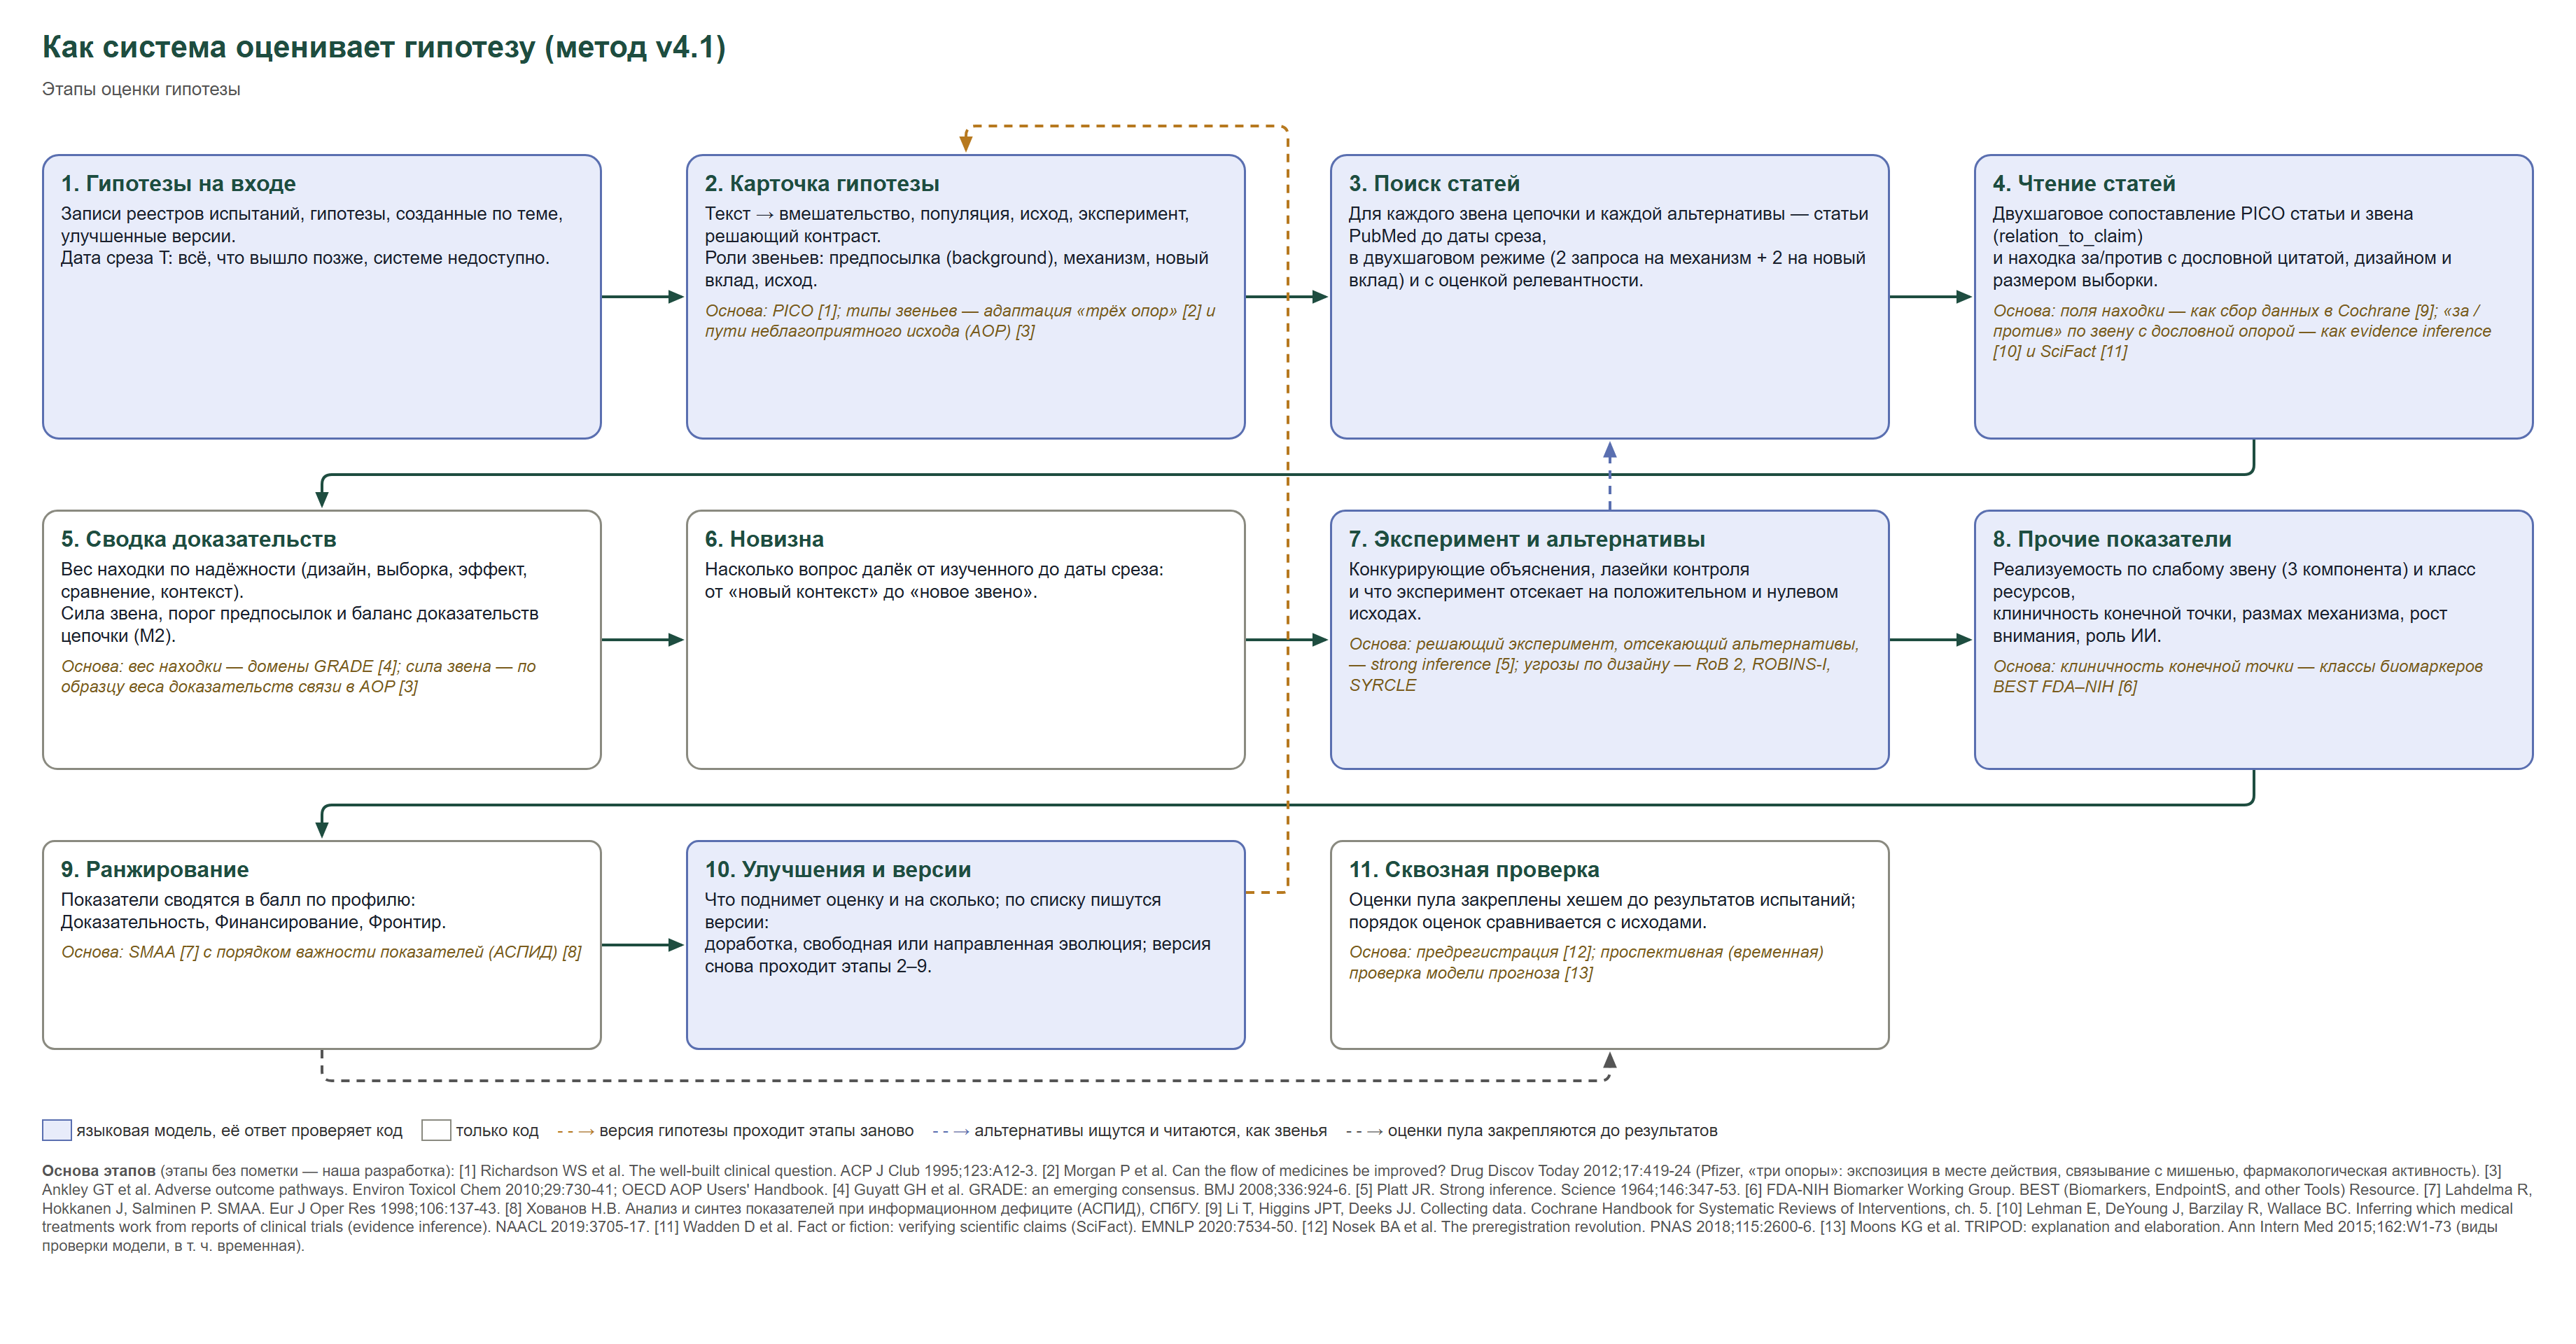 Как система оценивает гипотезу (метод v4.1)
Этапы оценки гипотезы
1. Гипотезы на входе
Записи реестров испытаний, гипотезы, созданные по теме,
улучшенные версии.
Дата среза T: всё, что вышло позже, системе недоступно.
2. Карточка гипотезы
Текст → вмешательство, популяция, исход, эксперимент,
решающий контраст.
Роли звеньев: предпосылка (background), механизм, новый
вклад, исход.
Основа: PICO [1]; типы звеньев — адаптация «трёх опор» [2] и
пути неблагоприятного исхода (AOP) [3]
3. Поиск статей
Для каждого звена цепочки и каждой альтернативы — статьи
PubMed до даты среза,
в двухшаговом режиме (2 запроса на механизм + 2 на новый
вклад) и с оценкой релевантности.
4. Чтение статей
Двухшаговое сопоставление PICO статьи и звена
(relation_to_claim)
и находка за/против с дословной цитатой, дизайном и
размером выборки.
Основа: поля находки — как сбор данных в Cochrane [9]; «за /
против» по звену с дословной опорой — как evidence inference
[10] и SciFact [11]
5. Сводка доказательств
Вес находки по надёжности (дизайн, выборка, эффект,
сравнение, контекст).
Сила звена, порог предпосылок и баланс доказательств
цепочки (M2).
Основа: вес находки — домены GRADE [4]; сила звена — по
образцу веса доказательств связи в AOP [3]
6. Новизна
Насколько вопрос далёк от изученного до даты среза:
от «новый контекст» до «новое звено».
7. Эксперимент и альтернативы
Конкурирующие объяснения, лазейки контроля
и что эксперимент отсекает на положительном и нулевом
исходах.
Основа: решающий эксперимент, отсекающий альтернативы,
— strong inference [5]; угрозы по дизайну — RoB 2, ROBINS-I,
SYRCLE
8. Прочие показатели
Реализуемость по слабому звену (3 компонента) и класс
ресурсов,
клиничность конечной точки, размах механизма, рост
внимания, роль ИИ.
Основа: клиничность конечной точки — классы биомаркеров
BEST FDA–NIH [6]
9. Ранжирование
Показатели сводятся в балл по профилю:
Доказательность, Финансирование, Фронтир.
Основа: SMAA [7] с порядком важности показателей (АСПИД) [8]
10. Улучшения и версии
Что поднимет оценку и на сколько; по списку пишутся
версии:
доработка, свободная или направленная эволюция; версия
снова проходит этапы 2–9.
11. Сквозная проверка
Оценки пула закреплены хешем до результатов испытаний;
порядок оценок сравнивается с исходами.
Основа: предрегистрация [12]; проспективная (временная)
проверка модели прогноза [13]
языковая модель, её ответ проверяет код только код - - → версия гипотезы проходит этапы заново - - → альтернативы ищутся и читаются, как звенья - - → оценки пула закрепляются до результатов
Основа этапов (этапы без пометки — наша разработка): [1] Richardson WS et al. The well-built clinical question. ACP J Club 1995;123:A12-3. [2] Morgan P et al. Can the flow of medicines be improved? Drug Discov Today 2012;17:419-24 (Pfizer, «три опоры»: экспозиция в месте действия, связывание с мишенью, фармакологическая активность). [3]
Ankley GT et al. Adverse outcome pathways. Environ Toxicol Chem 2010;29:730-41; OECD AOP Users' Handbook. [4] Guyatt GH et al. GRADE: an emerging consensus. BMJ 2008;336:924-6. [5] Platt JR. Strong inference. Science 1964;146:347-53. [6] FDA-NIH Biomarker Working Group. BEST (Biomarkers, EndpointS, and other Tools) Resource. [7] Lahdelma R,
Hokkanen J, Salminen P. SMAA. Eur J Oper Res 1998;106:137-43. [8] Хованов Н.В. Анализ и синтез показателей при информационном дефиците (АСПИД), СПбГУ. [9] Li T, Higgins JPT, Deeks JJ. Collecting data. Cochrane Handbook for Systematic Reviews of Interventions, ch. 5. [10] Lehman E, DeYoung J, Barzilay R, Wallace BC. Inferring which medical
treatments work from reports of clinical trials (evidence inference). NAACL 2019:3705-17. [11] Wadden D et al. Fact or fiction: verifying scientific claims (SciFact). EMNLP 2020:7534-50. [12] Nosek BA et al. The preregistration revolution. PNAS 2018;115:2600-6. [13] Moons KG et al. TRIPOD: explanation and elaboration. Ann Intern Med 2015;162:W1-73 (виды
проверки модели, в т. ч. временная).